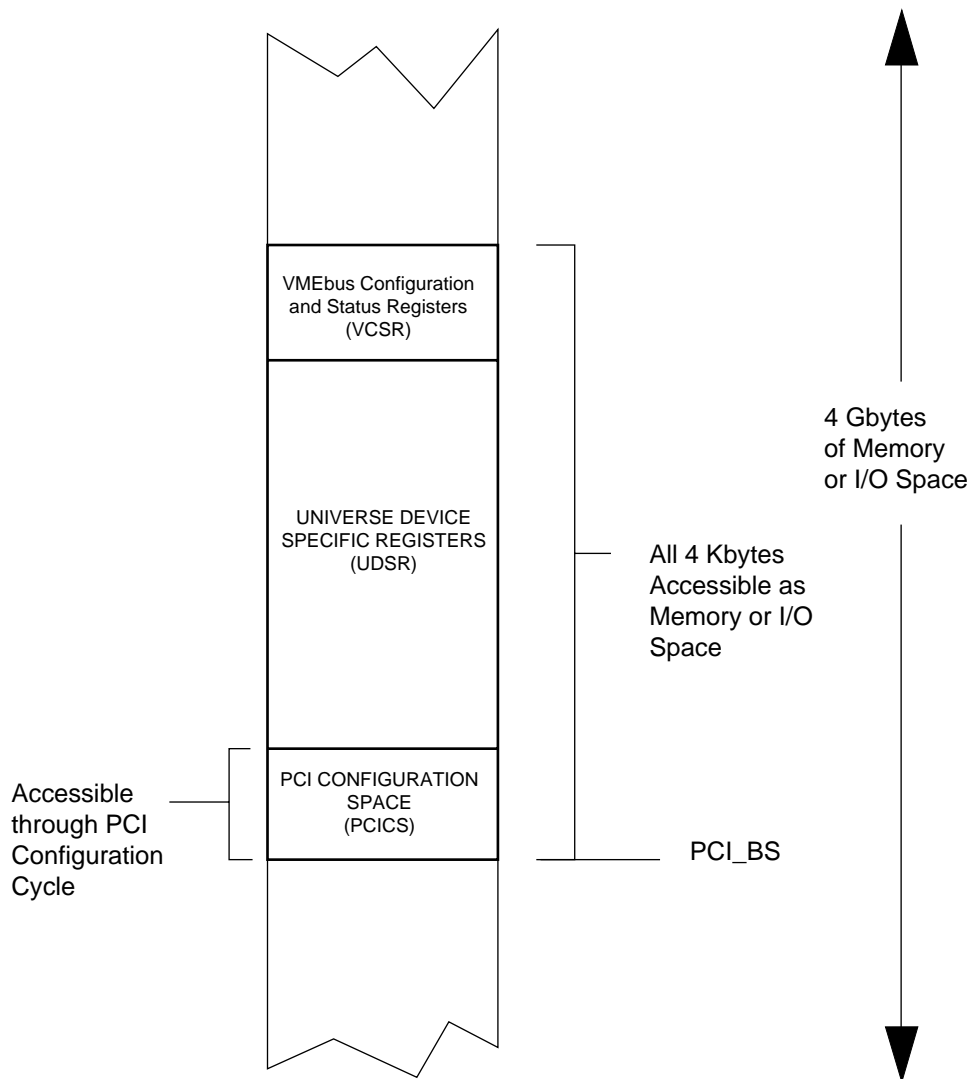 VMEbus Configuration
and Status Registers
(VCSR)
4 Gbytes
of Memory
or I/O Space
UNIVERSE DEVICE
SPECIFIC REGISTERS
(UDSR)
All 4 Kbytes
Accessible as
Memory or I/O
Space
PCI CONFIGURATION
SPACE
(PCICS)
Accessible
through PCI
Configuration
Cycle
PCI_BS